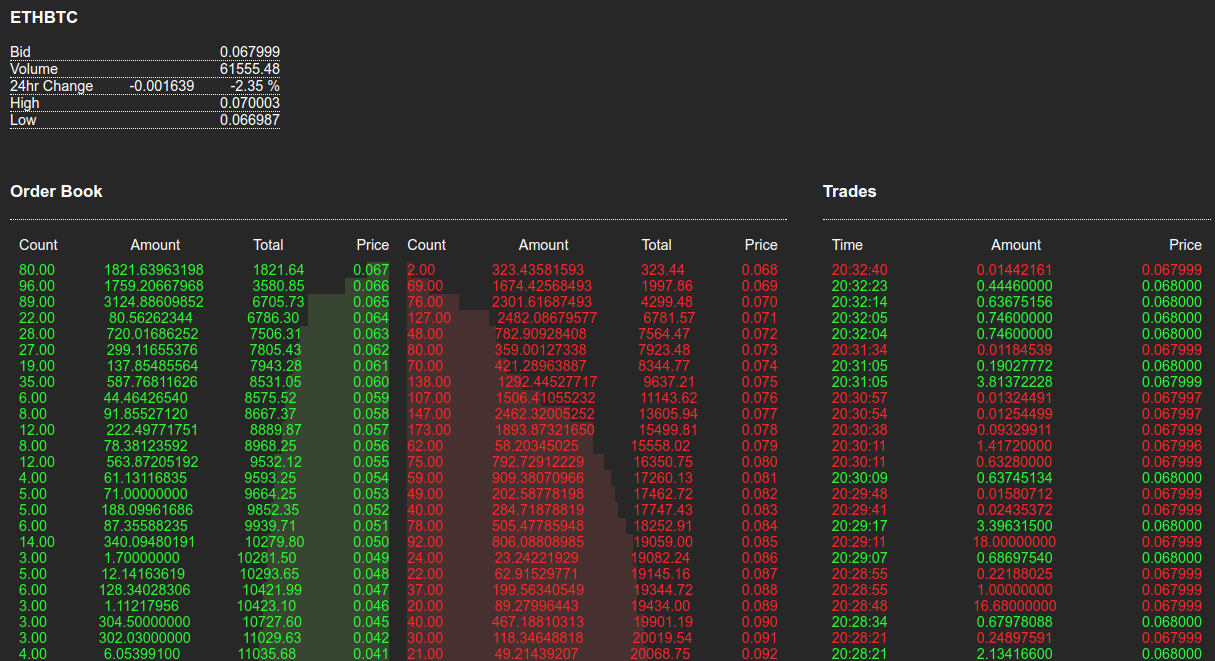 ETHBTC
Bid 0.067999
Volume 61555.48
24hr Change -0.001639 -2.35 %
High 0.070003
Low 0.066987
Order Book Trades
Count Amount Total Price Count Amount Total Price Time Amount Price
80.00 1821.63963198 1821.64 0.067 2.00 323.43581593 323.44 0.068 20:32:40 0.01442161 0.067999
96.00 1759.20667968 3580.85 0.066 69.00 1674.42568493 1997.86 0.069 20:32:23 0.44460000 0.068000
89.00 3124.88609852 6705.73 0.065 76.00 2301.61687493 4299.48 0.070 20:32:14 0.63675156 0.068000
22.00 80.56262344 6786.30 0.064 127.00 2482.08679577 6781.57 0.071 20:32:05 0.74600000 0.068000
28.00 720.01686252 7506.31 0.063 48.00 782.90928408 7564.47 0.072 20:32:04 0.74600000 0.068000
27.00 299.11655376 7805.43 0.062 80.00 359.00127338 7923.48 0.073 20:31:34 0.01184539 0.067999
19.00 137.85485564 7943.28 0.061 70.00 421.28963887 8344.77 0.074 20:31:05 0.19027772 0.068000
35.00 587.76811626 8531.05 0.060 138.00 1292.44527717 9637.21 0.075 20:31:05 3.81372228 0.067999
6.00 44.46426540 8575.52 0.059 107.00 1506.41055232 11143.62 0.076 20:30:57 0.01324491 0.067997
8.00 91.85527120 8667.37 0.058 147.00 2462.32005252 13605.94 0.077 20:30:54 0.01254499 0.067997
12.00 222.49771751 8889.87 0.057 173.00 1893.87321650 15499.81 0.078 20:30:38 0.09329911 0.067999
8.00 78.38123592 8968.25 0.056 62.00 58.20345025 15558.02 0.079 20:30:11 1.41720000 0.067996
12.00 563.87205192 9532.12 0.055 75.00 792.72912229 16350.75 0.080 20:30:11 0.63280000 0.067999
4.00 61.13116835 9593.25 0.054 59.00 909.38070966 17260.13 0.081 20:30:09 0.63745134 0.068000
5.00 71.00000000 9664.25 0.053 49.00 202.58778198 17462.72 0.082 20:29:48 0.01580712 0.067999
5.00 188.09961686 9852.35 0.052 40.00 284.71878819 17747.43 0.083 20:29:41 0.02435372 0.067999
6.00 87.35588235 9939.71 0.051 78.00 505.47785948 18252.91 0.084 20:29:17 3.39631500 0.068000
14.00 340.09480191 10279.80 0.050 92.00 806.08808985 19059.00 0.085 20:29:11 18.00000000 0.067999
3.00 1.70000000 10281.50 0.049 24.00 23.24221929 19082.24 0.086 20:29:07 0.68697540 0.068000
5.00 12.14163619 10293.65 0.048 22.00 62.91529771 19145.16 0.087 20:28:55 0.22188025 0.067999
6.00 128.34028306 10421.99 0.047 37.00 199.56340549 19344.72 0.088 20:28:55 1.00000000 0.067999
3.00 1.11217956 10423.10 0.046 20.00 89.27996443 19434.00 0.089 20:28:48 16.68000000 0.067999
3.00 304.50000000 10727.60 0.045 40.00 467.18810313 19901.19 0.090 20:28:34 0.67978088 0.068000
3.00 302.03000000 11029.63 0.042 30.00 118.34648818 20019.54 0.091 20:28:21 0.24897591 0.067999
4.00 6.05399100 11035.68 0.041 21.00 49.21439207 20068.75 0.092 20:28:21 2.13416600 0.068000